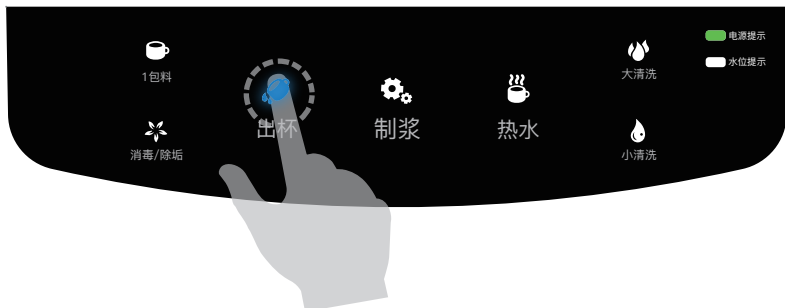 1包料
消毒/除垢
出杯
制浆
热水
大清洗
小清洗
电源提示
水位提示